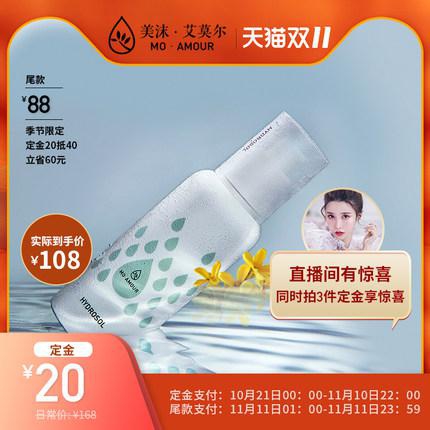 美沫·艾莫尔
MO·AMOUR
天猫双11
尾款
¥88
季节限定
定金20抵40
立省60元
实际到手价
¥108
HYDROSOL
MO·AMOUR
HYDROSOL
直播间有惊喜
同时拍3件定金享惊喜
定金
¥20
日常价:¥168
定金支付：10月21日00：00-11月10日22：00
尾款支付：11月11日01：00-11月11日23：59